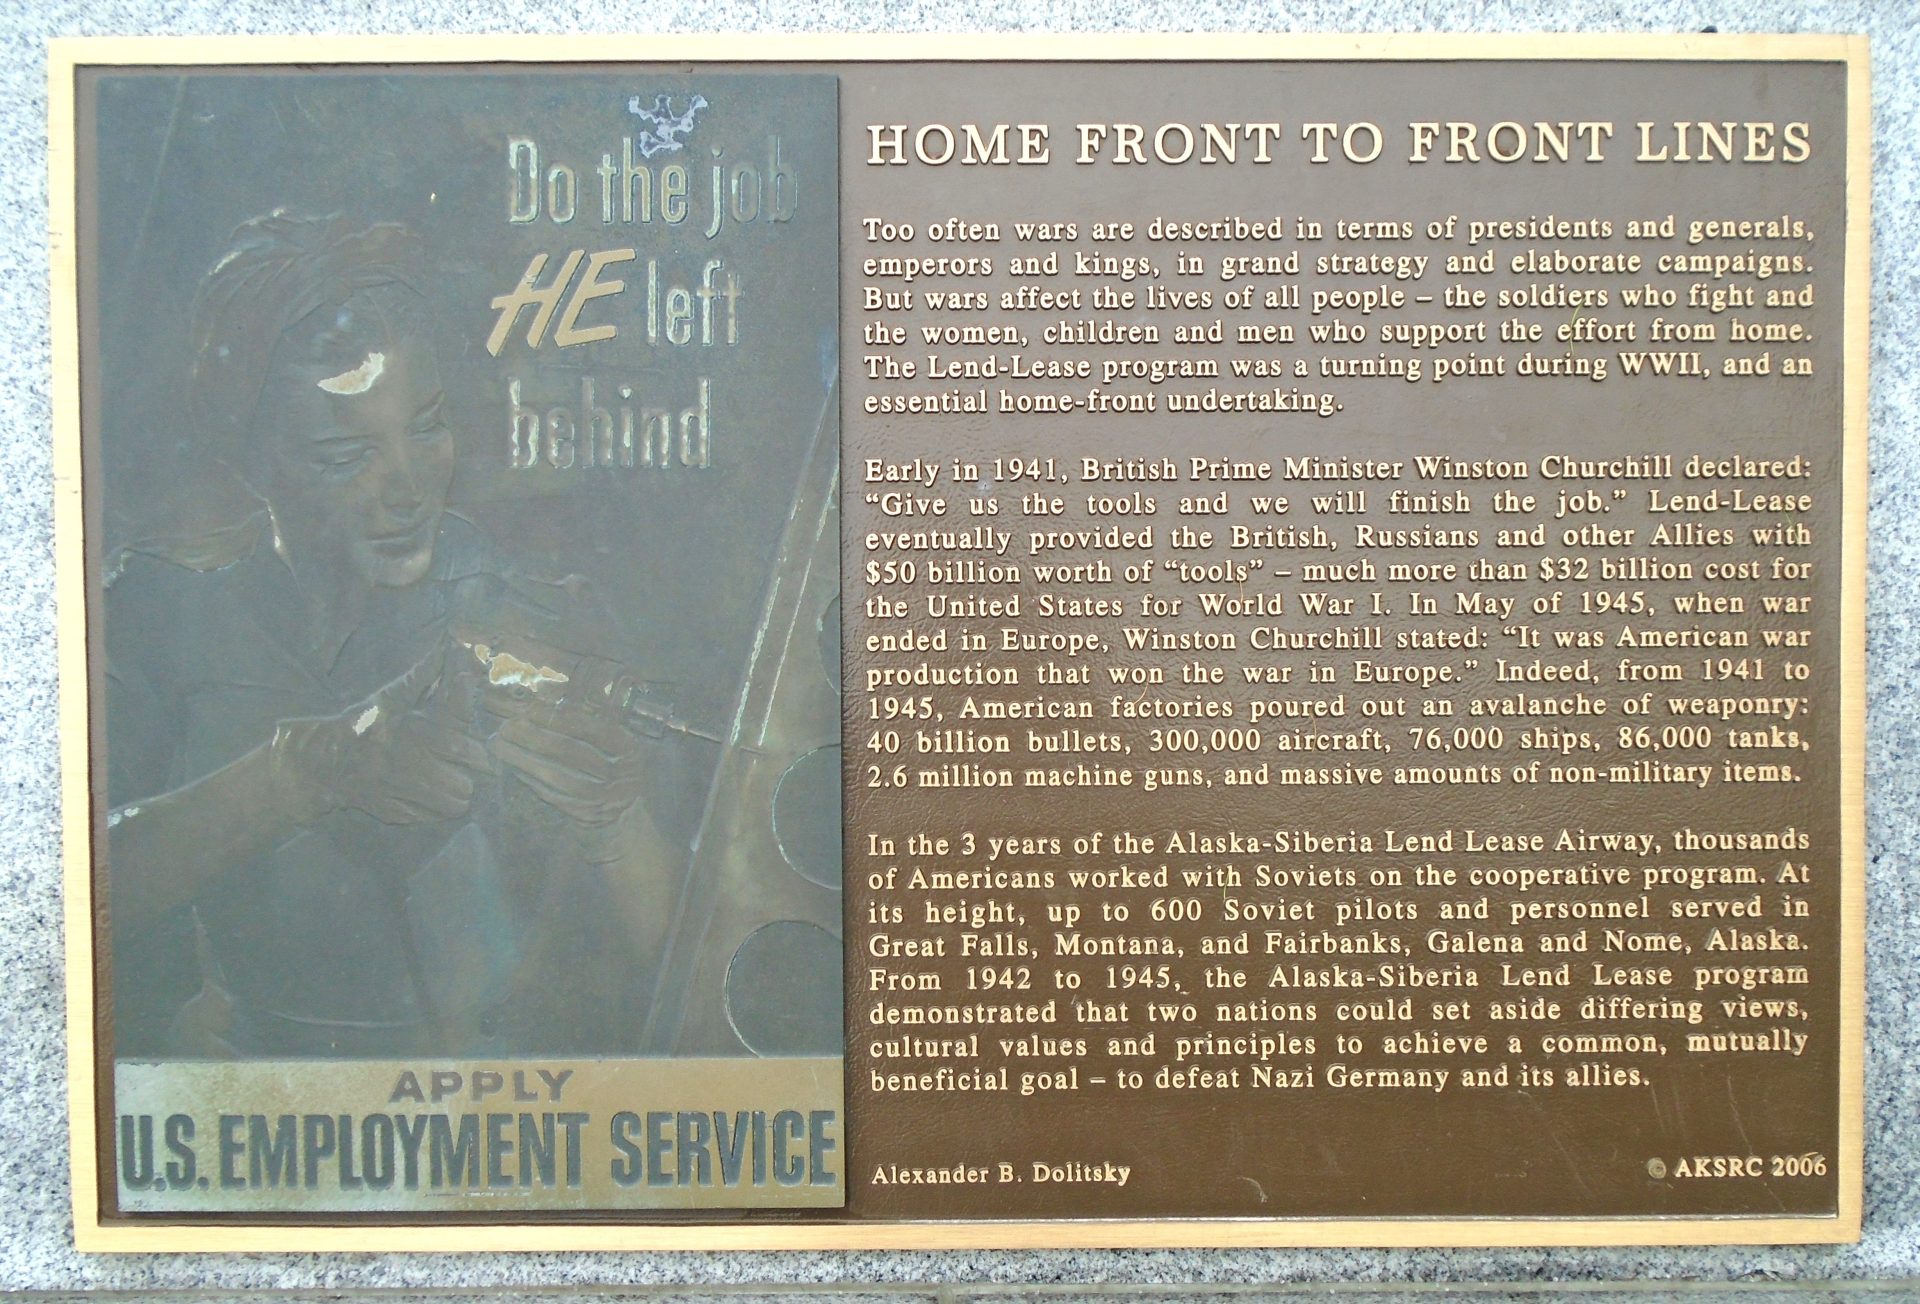 Do the job
HE left
behind
APPLY
U.S. EMPLOYMENT SERVICE
HOME FRONT TO FRONT LINES
Too often wars are described in terms of presidents and generals,
emperors and kings, in grand strategy and elaborate campaigns.
But wars affect the lives of all people – the soldiers who fight and
the women, children and men who support the effort from home.
The Lend-Lease program was a turning point during WWII, and an
essential home-front undertaking.
Early in 1941, British Prime Minister Winston Churchill declared:
“Give us the tools and we will finish the job.” Lend-Lease
eventually provided the British, Russians and other Allies with
$50 billion worth of “tools” – much more than $32 billion cost for
the United States for World War I. In May of 1945, when war
ended in Europe, Winston Churchill stated: “It was American war
production that won the war in Europe.” Indeed, from 1941 to
1945, American factories poured out an avalanche of weaponry:
40 billion bullets, 300,000 aircraft, 76,000 ships, 86,000 tanks,
2.6 million machine guns, and massive amounts of non-military items.
In the 3 years of the Alaska-Siberia Lend Lease Airway, thousands
of Americans worked with Soviets on the cooperative program. At
its height, up to 600 Soviet pilots and personnel served in
Great Falls, Montana, and Fairbanks, Galena and Nome, Alaska.
From 1942 to 1945, the Alaska-Siberia Lend Lease program
demonstrated that two nations could set aside differing views,
cultural values and principles to achieve a common, mutually
beneficial goal – to defeat Nazi Germany and its allies.
Alexander B. Dolitsky
© AKSRC 2006